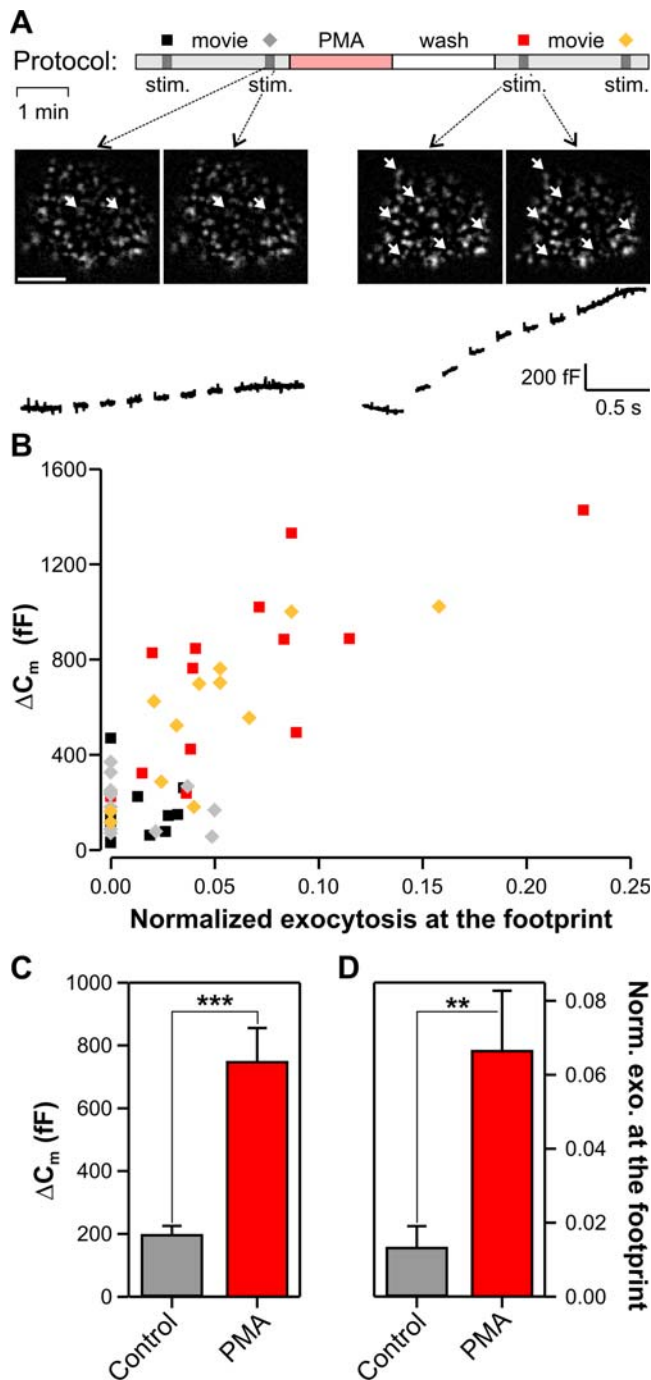 A
movie PMA wash movie
Protocol:
stim. stim. stim. stim.
1 min
200 fF
0.5 s
B
1600
1200
800
400
0
ΔCm (fF)
0.00 0.05 0.10 0.15 0.20 0.25
Normalized exocytosis at the footprint
C
1000
800
600
400
200
0
ΔCm (fF)
***
Control PMA
D
**
0.08
0.06
0.04
0.02
0.00
Norm. exo. at the footprint
Control PMA